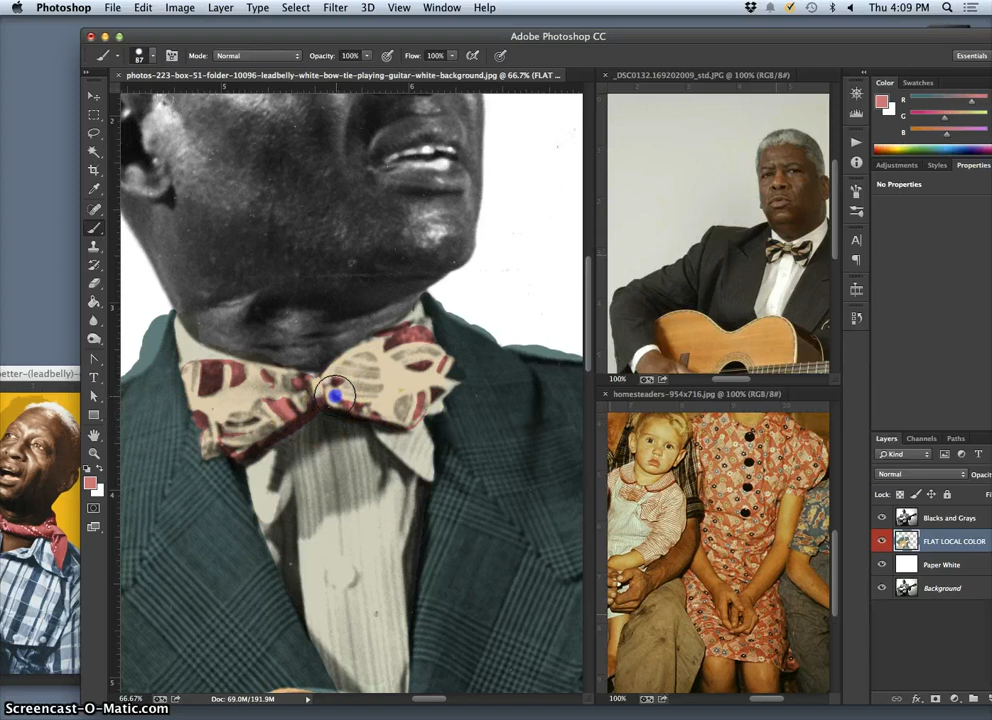 Photoshop File Edit Image Layer Type Select Filter 3D View Window Help Thu 4:09 PM
Adobe Photoshop CC
87 Mode: Normal Opacity: 100% Flow: 100% Essentials
photos-223-box-51-folder-10096-leadbelly-white-bow-tie-playing-guitar-white-background.jpg @ 66.7% (FLAT ...
_DSC0132.169202009_std.JPG @ 100% (RGB/8#)
Color Swatches
R
G
B
Adjustments Styles Properties
No Properties
100%
etter-(leadbelly)-
homesteaders-954x716.jpg @ 100% (RGB/8#)
Layers Channels Paths
Kind
Normal Opacit
Lock: Fi
Blacks and Grays
FLAT LOCAL COLOR
Paper White
Background
66.67% Doc: 69.0M/191.9M
100%
Screencast-O-Matic.com